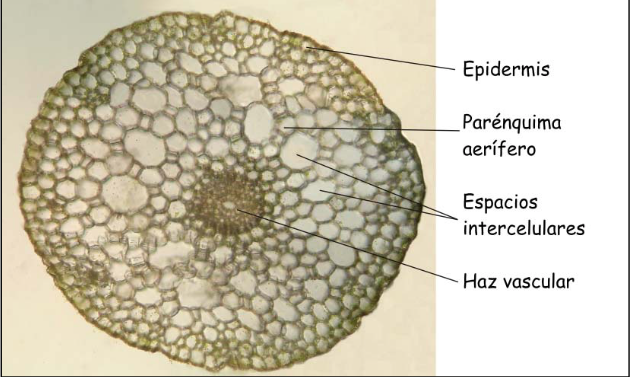 Epidermis
Parénquima
aerífero
Espacios
intercelulares
Haz vascular